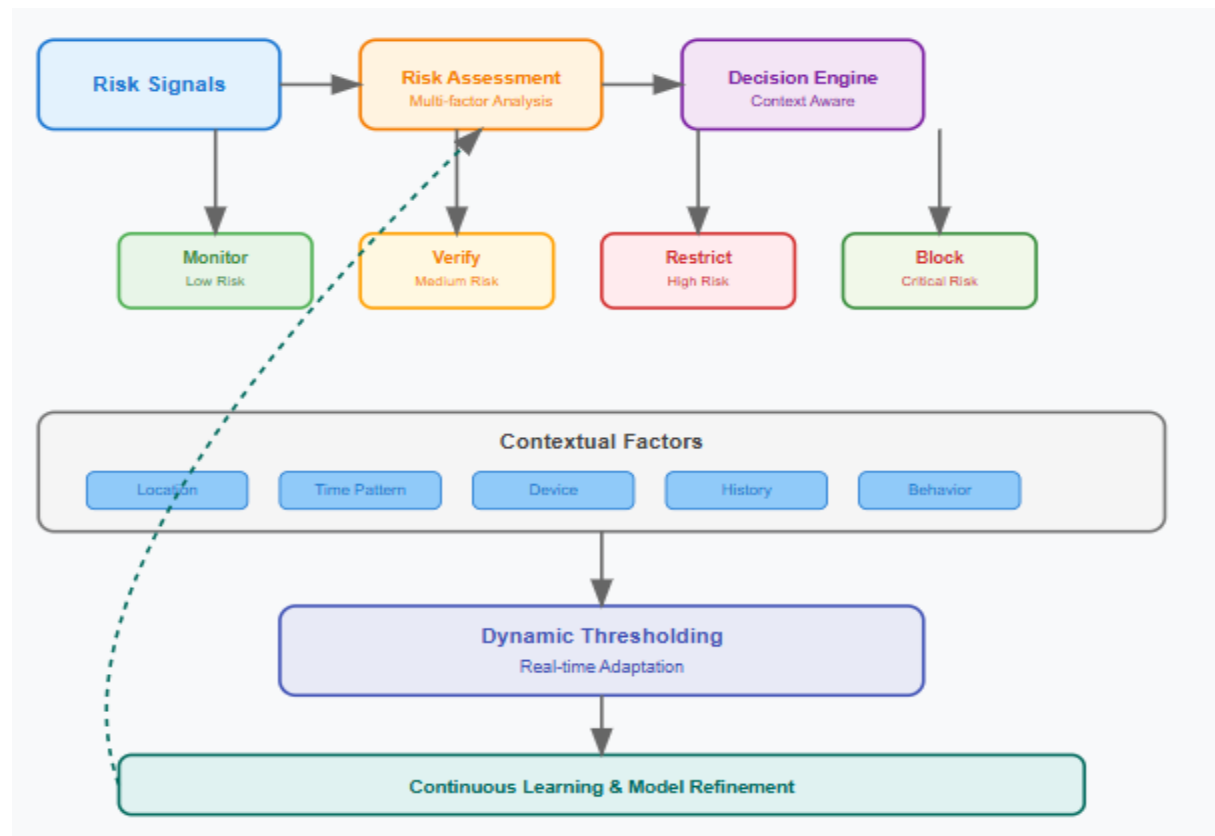 Risk Signals
Risk Assessment
Multi-factor Analysis
Decision Engine
Context Aware
Monitor
Low Risk
Verify
Medium Risk
Restrict
High Risk
Block
Critical Risk
Contextual Factors
Location
Time Pattern
Device
History
Behavior
Dynamic Thresholding
Real-time Adaptation
Continuous Learning & Model Refinement